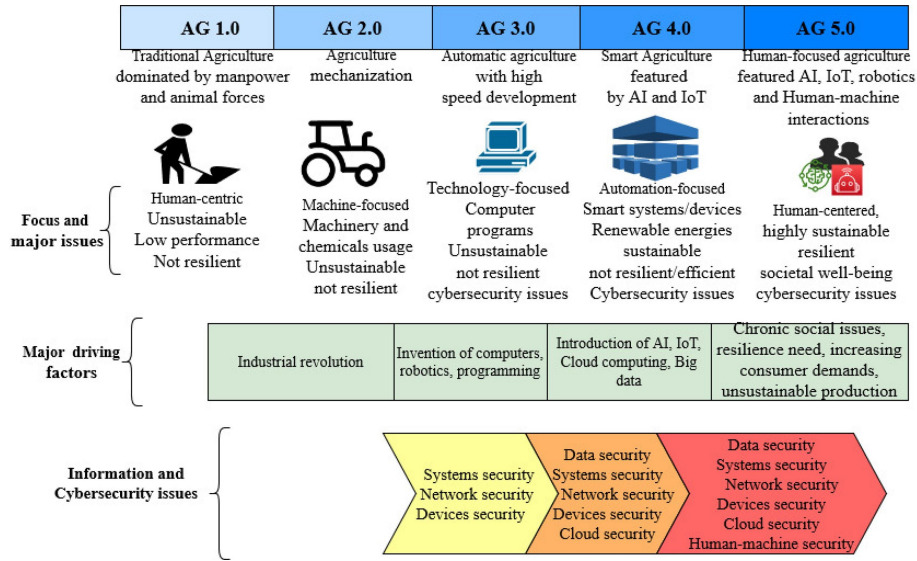 AG 1.0
AG 2.0
AG 3.0
AG 4.0
AG 5.0
Traditional Agriculture
dominated by manpower
and animal forces
Agriculture
mechanization
Automatic agriculture
with high
speed development
Smart Agriculture
featured
by AI and IoT
Human-focused agriculture
featured AI, IoT, robotics
and Human-machine
interactions
Focus and
major issues
Human-centric
Unsustainable
Low performance
Not resilient
Machine-focused
Machinery and
chemicals usage
Unsustainable
not resilient
Technology-focused
Computer
programs
Unsustainable
not resilient
cybersecurity issues
Automation-focused
Smart systems/devices
Renewable energies
sustainable
not resilient/efficient
Cybersecurity issues
Human-centered,
highly sustainable
resilient
societal well-being
cybersecurity issues
Major driving
factors
Industrial revolution
Invention of computers,
robotics, programming
Introduction of AI, IoT,
Cloud computing, Big
data
Chronic social issues,
resilience need, increasing
consumer demands,
unsustainable production
Information and
Cybersecurity issues
Systems security
Network security
Devices security
Data security
Systems security
Network security
Devices security
Cloud security
Data security
Systems security
Network security
Devices security
Cloud security
Human-machine security